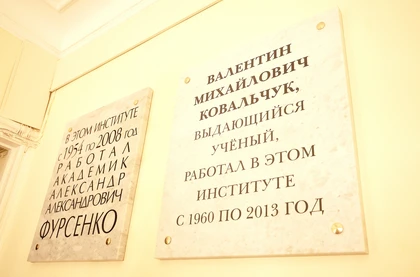 В ЭТОМ ИНСТИТУТЕ
С 1954 ПО 2008 ГОД
РАБОТАЛ
АКАДЕМИК
АЛЕКСАНДР
АЛЕКСАНДРОВИЧ
ФУРСЕНКО
ВАЛЕНТИН
МИХАЙЛОВИЧ
КОВАЛЬЧУК,
ВЫДАЮЩИЙСЯ
УЧЁНЫЙ,
РАБОТАЛ В ЭТОМ
ИНСТИТУТЕ
С 1960 ПО 2013 ГОД